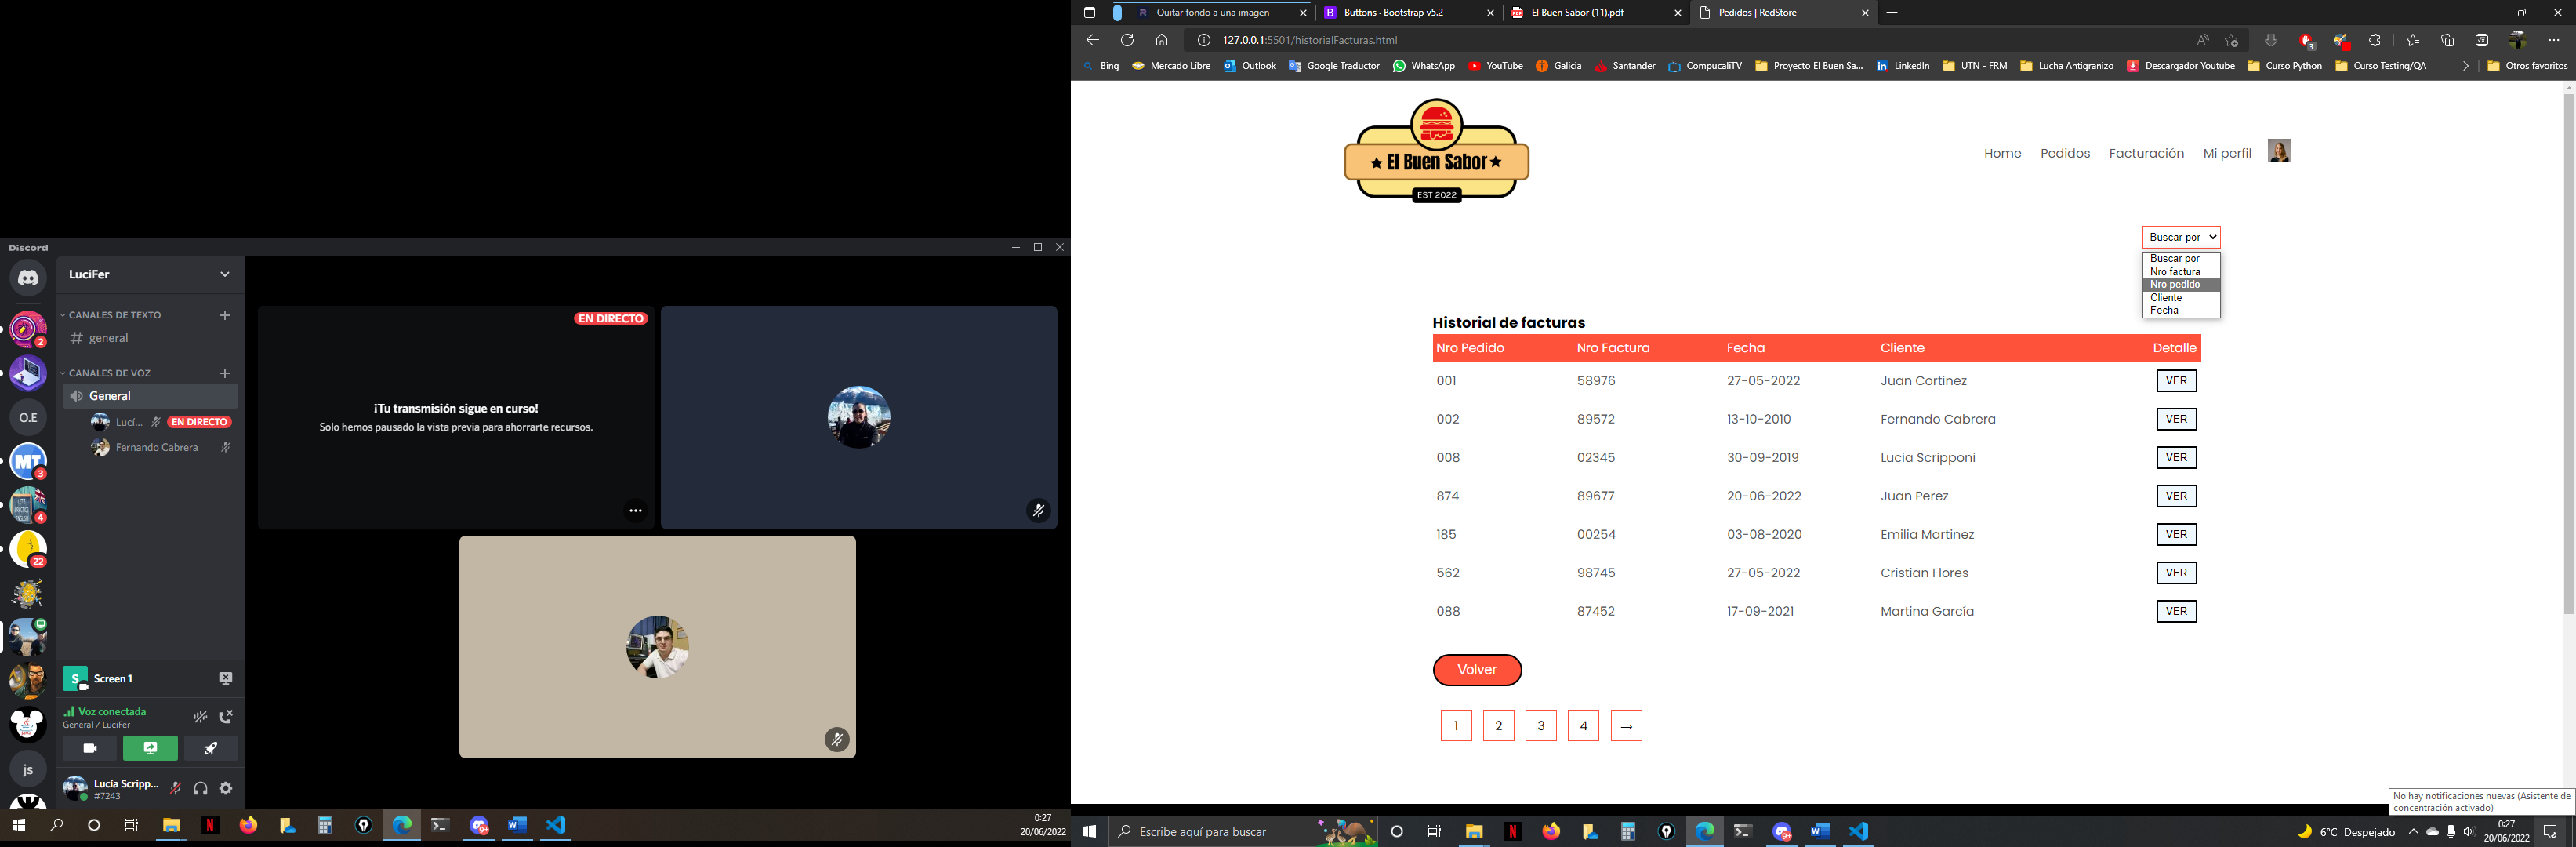 Discord
LuciFer
CANALES DE TEXTO
general
CANALES DE VOZ
General
Lucí... EN DIRECTO
Fernando Cabrera
2
O.E
MT
3
4
22
js
Screen 1
S
Voz conectada
General / LuciFer
Lucía Scripp...
#7243
EN DIRECTO
¡Tu transmisión sigue en curso!
Solo hemos pausado la vista previa para ahorrarte recursos.
0:27
20/06/2022
Quitar fondo a una imagen
Buttons · Bootstrap v5.2
El Buen Sabor (11).pdf
Pedidos | RedStore
127.0.0.1:5501/historialFacturas.html
3
Bing
Mercado Libre
Outlook
Google Traductor
WhatsApp
YouTube
Galicia
Santander
CompucaliTV
Proyecto El Buen Sa...
LinkedIn
UTN - FRM
Lucha Antigranizo
Descargador Youtube
Curso Python
Curso Testing/QA
Otros favoritos
El Buen Sabor
EST 2022
Home Pedidos Facturación Mi perfil
Buscar por
Buscar por
Nro factura
Nro pedido
Cliente
Fecha
Historial de facturas
Nro Pedido Nro Factura Fecha Cliente Detalle
001 58976 27-05-2022 Juan Cortinez VER
002 89572 13-10-2010 Fernando Cabrera VER
008 02345 30-09-2019 Lucia Scripponi VER
874 89677 20-06-2022 Juan Perez VER
185 00254 03-08-2020 Emilia Martinez VER
562 98745 27-05-2022 Cristian Flores VER
088 87452 17-09-2021 Martina García VER
Volver
1 2 3 4 →
No hay notificaciones nuevas (Asistente de
concentración activado)
Escribe aquí para buscar
6°C Despejado
0:27
20/06/2022